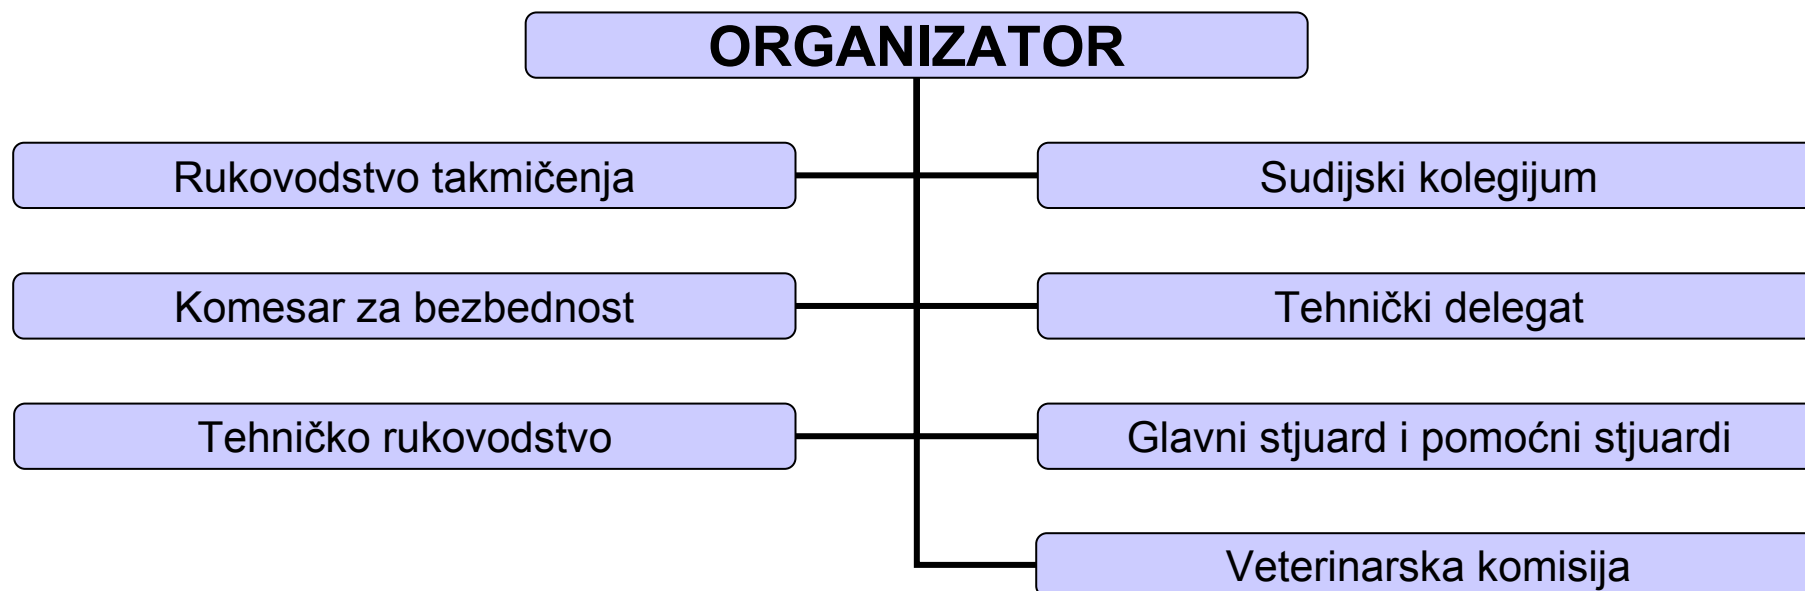 ORGANIZATOR
Rukovodstvo takmičenja
Sudijski kolegijum
Komesar za bezbednost
Tehnički delegat
Tehničko rukovodstvo
Glavni stjuard i pomoćni stjuardi
Veterinarska komisija